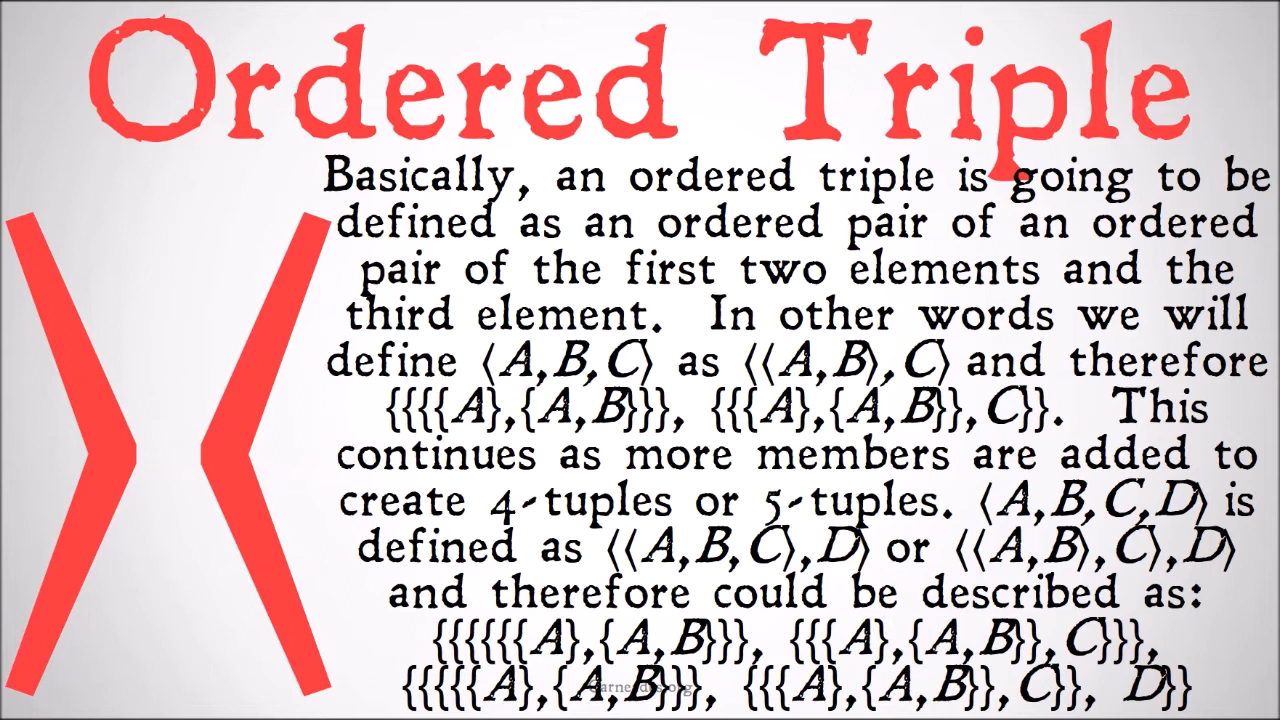 Ordered Triple
Basically, an ordered triple is going to be
defined as an ordered pair of an ordered
pair of the first two elements and the
third element. In other words we will
define ⟨A,B,C⟩ as ⟨⟨A,B⟩,C⟩ and therefore
{{{{A},{A,B}}}, {{{A},{A,B}},C}}. This
continues as more members are added to
create 4-tuples or 5-tuples. ⟨A,B,C,D⟩ is
defined as ⟨⟨A,B,C⟩,D⟩ or ⟨⟨A,B⟩,C⟩,D⟩
and therefore could be described as:
{{{{{{A},{A,B}}}, {{{A},{A,B}},C}}},
{{{{{A},{A,B}}}, {{{A},{A,B}},C}}, D}}
Carneades.org